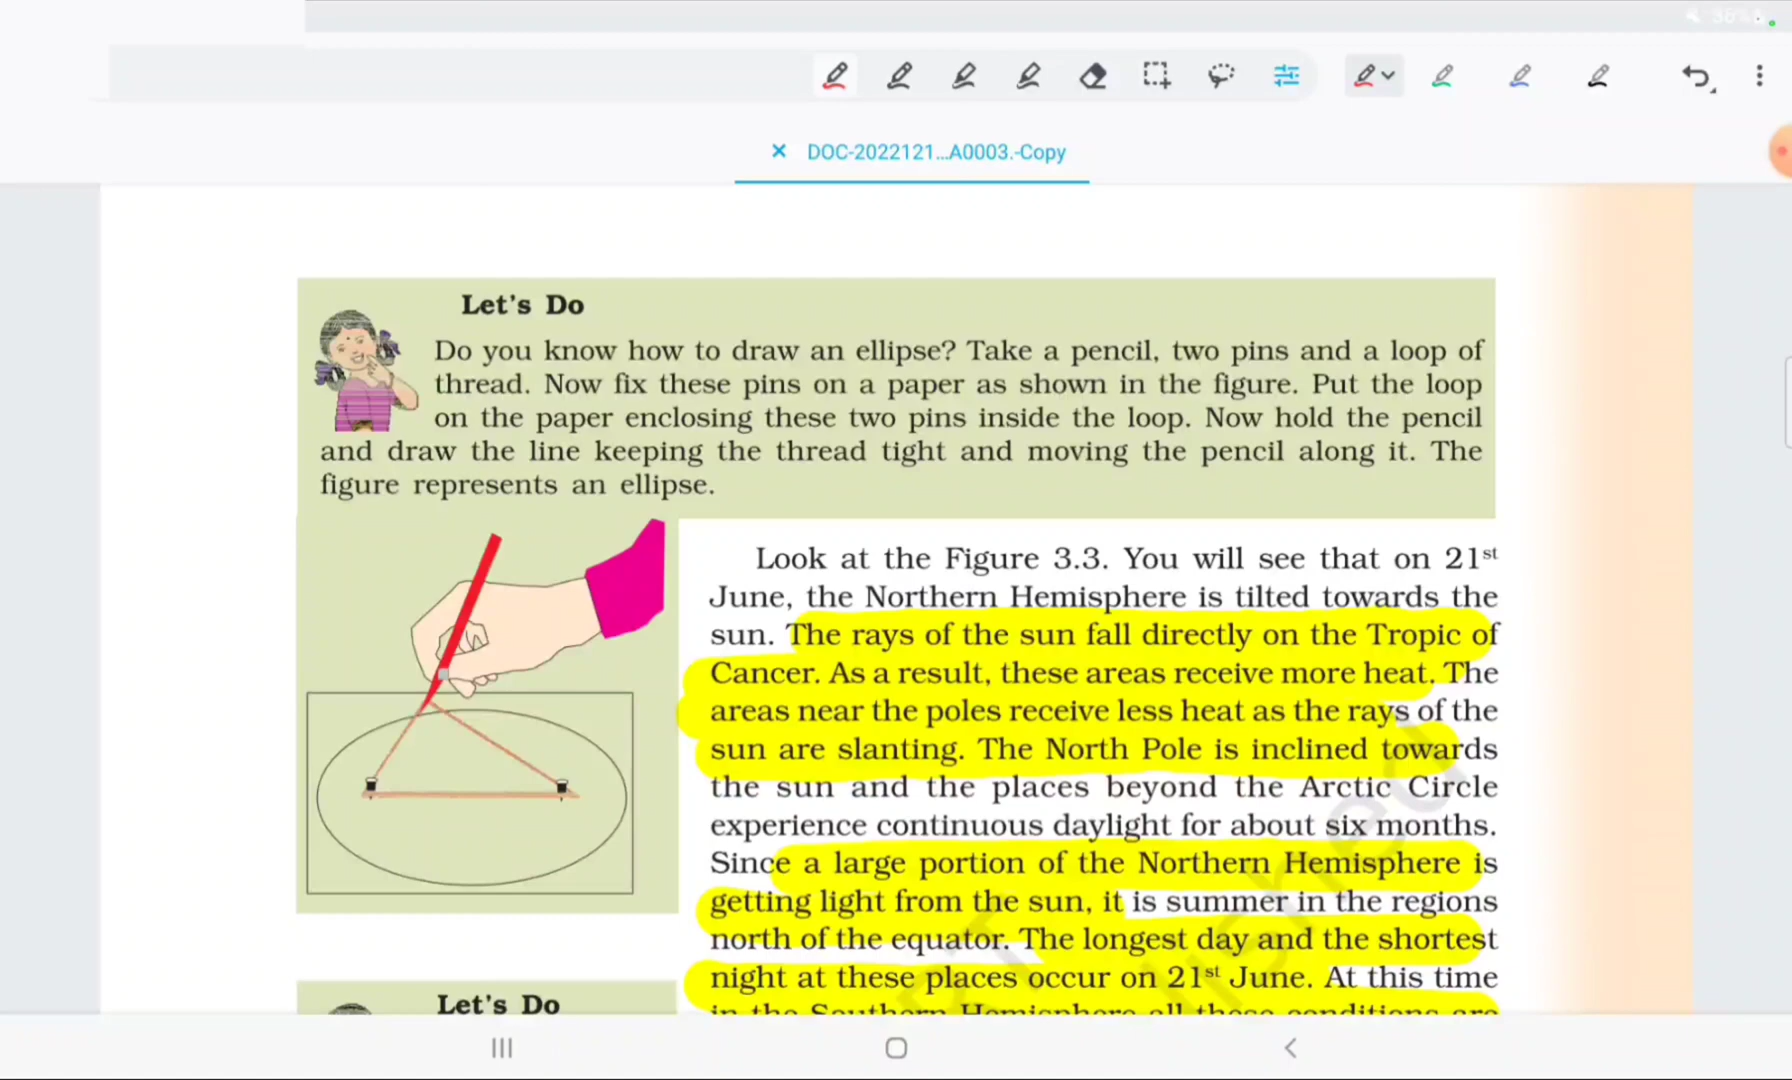 36%
DOC-2022121...A0003.-Copy
Let's Do
Do you know how to draw an ellipse? Take a pencil, two pins and a loop of
thread. Now fix these pins on a paper as shown in the figure. Put the loop
on the paper enclosing these two pins inside the loop. Now hold the pencil
and draw the line keeping the thread tight and moving the pencil along it. The
figure represents an ellipse.
Look at the Figure 3.3. You will see that on 21st
June, the Northern Hemisphere is tilted towards the
sun. The rays of the sun fall directly on the Tropic of
Cancer. As a result, these areas receive more heat. The
areas near the poles receive less heat as the rays of the
sun are slanting. The North Pole is inclined towards
the sun and the places beyond the Arctic Circle
experience continuous daylight for about six months.
Since a large portion of the Northern Hemisphere is
getting light from the sun, it is summer in the regions
north of the equator. The longest day and the shortest
night at these places occur on 21st June. At this time
in the Southern Hemisphere all these conditions are
Let's Do